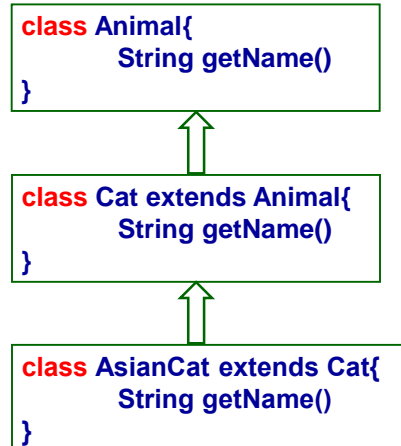 class Animal{
String getName()
}
class Cat extends Animal{
String getName()
}
class AsianCat extends Cat{
String getName()
}